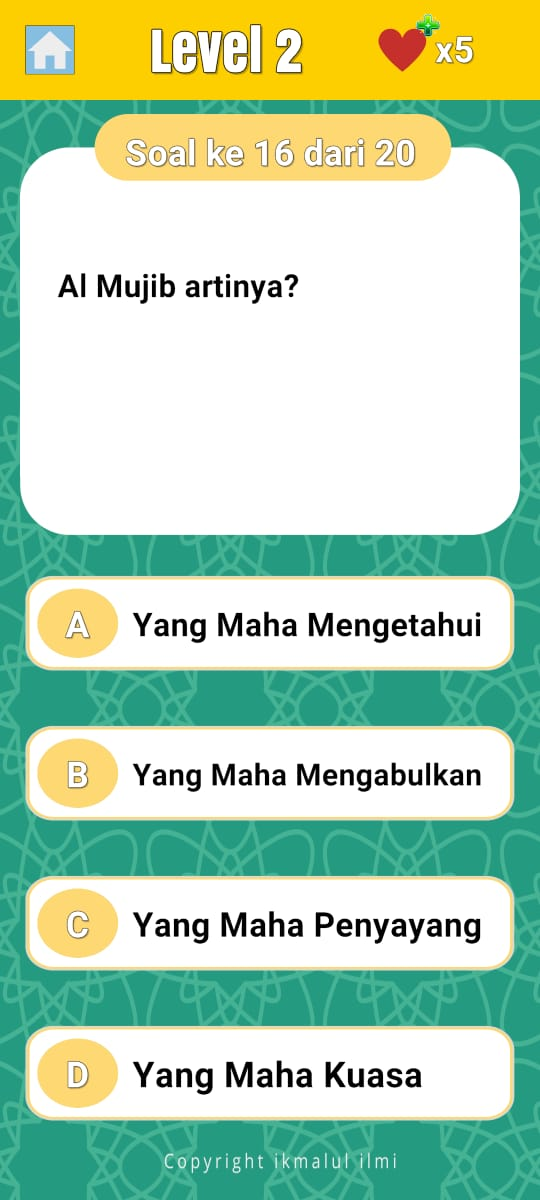 Level 2
x5
Soal ke 16 dari 20
Al Mujib artinya?
A Yang Maha Mengetahui
B Yang Maha Mengabulkan
C Yang Maha Penyayang
D Yang Maha Kuasa
Copyright ikmalul ilmi